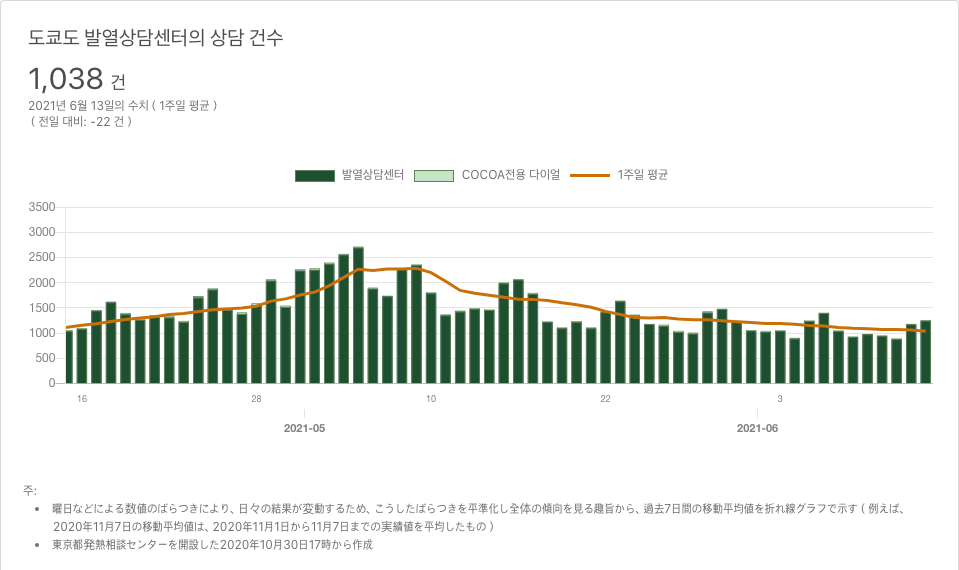 도쿄도 발열상담센터의 상담 건수
1,038 건
2021년 6월 13일의 수치 ( 1주일 평균 )
( 전일 대비: -22 건 )
발열상담센터 COCOA전용 다이얼 1주일 평균
3500
3000
2500
2000
1500
1000
500
0
16 28 10 22 3
2021-05 2021-06
주:
• 曜日などによる数値のばらつきにより、日々の結果が変動するため、こうしたばらつきを平準化し全体の傾向を見る趣旨から、過去7日間の移動平均値を折れ線グラフで示す ( 例えば、
2020年11月7日の移動平均値は、2020年11月1日から11月7日までの実績値を平均したもの )
• 東京都発熱相談センターを開設した2020年10月30日17時から作成